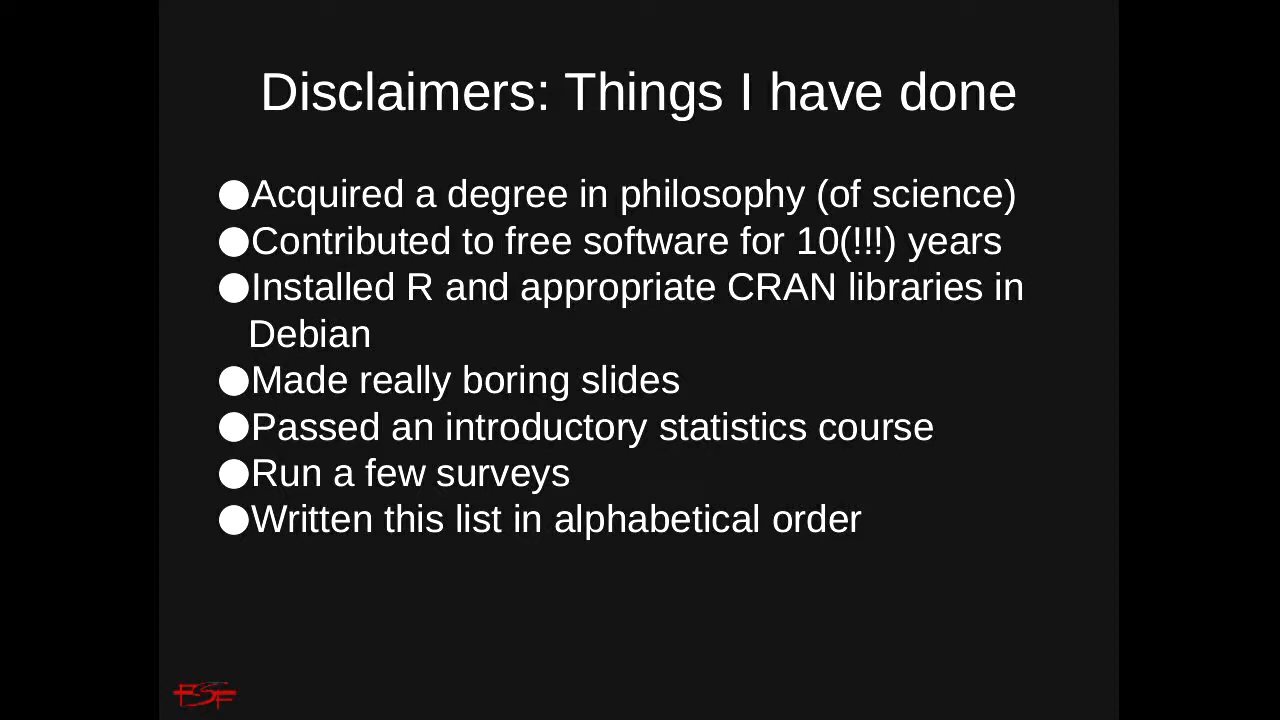 Disclaimers: Things I have done
●Acquired a degree in philosophy (of science)
●Contributed to free software for 10(!!!) years
●Installed R and appropriate CRAN libraries in
Debian
●Made really boring slides
●Passed an introductory statistics course
●Run a few surveys
●Written this list in alphabetical order
FSF